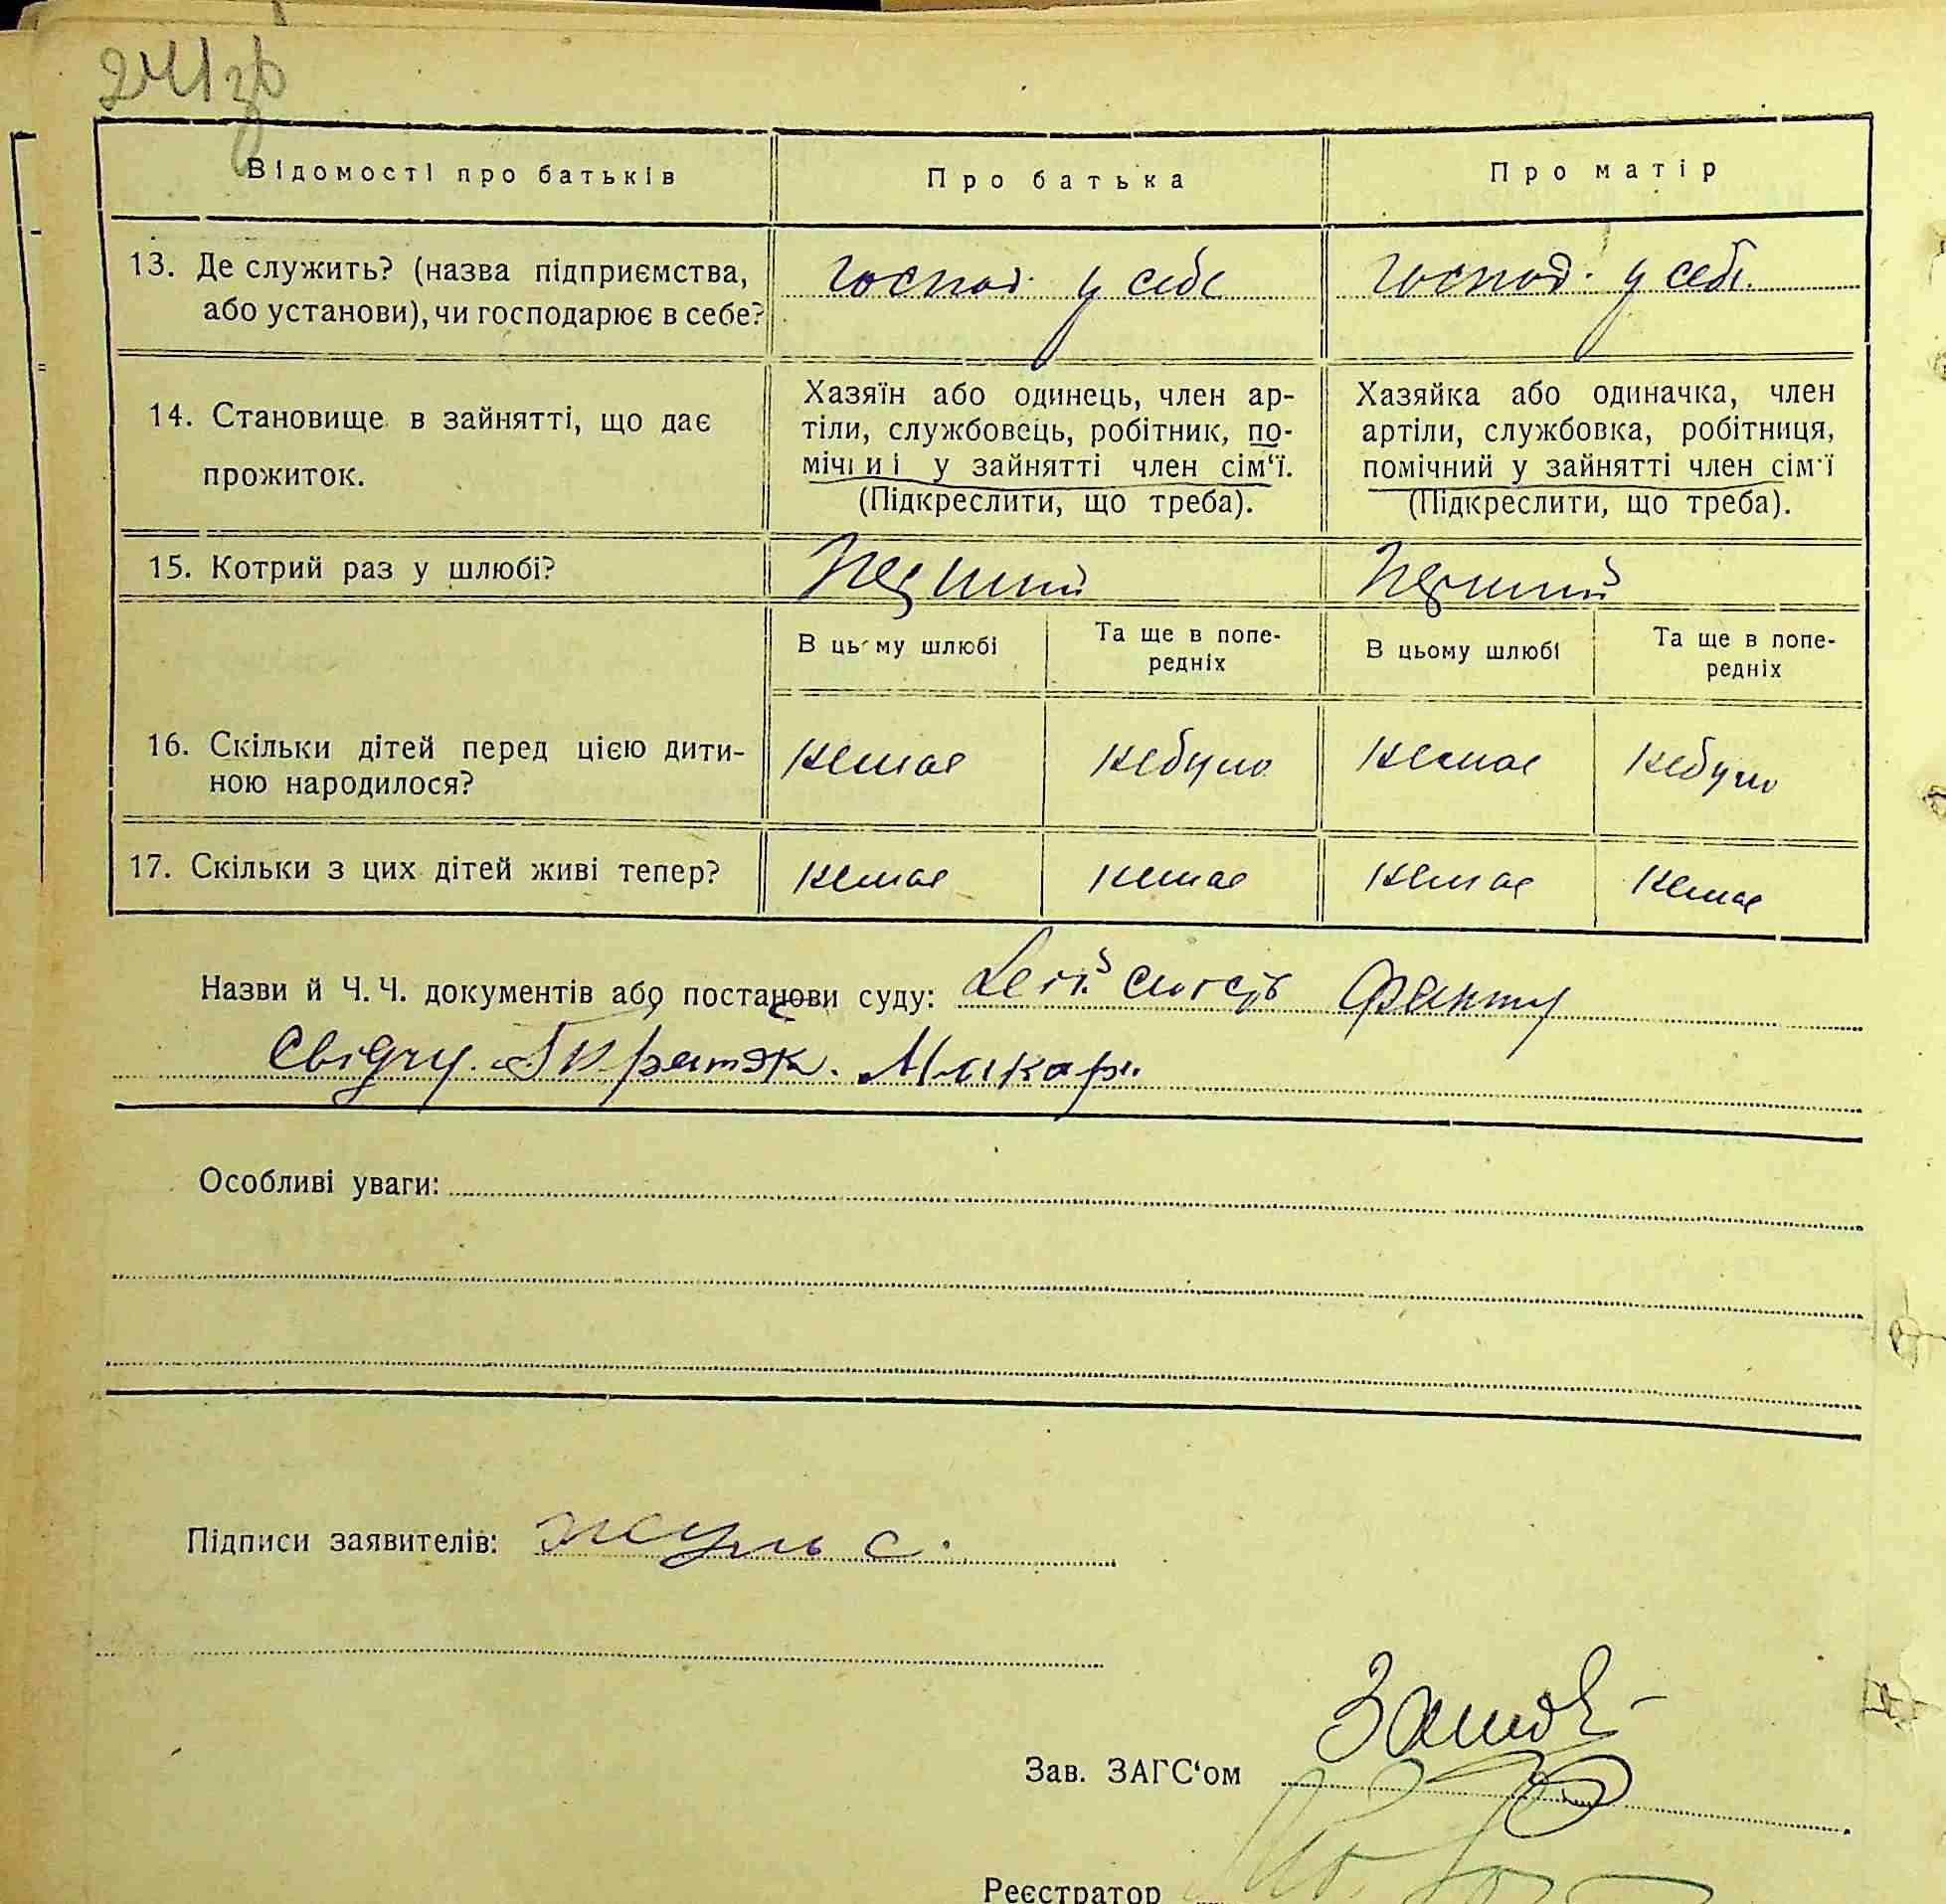 241зв
Відомості про батьків
Про батька
Про матір
13. Де служить? (назва підприємства,
або установи), чи господарює в себе?
господ. у себе
господ. у себе
14. Становище в зайнятті, що дає
прожиток.
Хазяїн або одинець, член ар-
тіли, службовець, робітник, по-
мічний у зайнятті член сім‘ї.
(Підкреслити, що треба).
Хазяйка або одиначка, член
артіли, службовка, робітниця,
помічний у зайнятті член сім‘ї
(Підкреслити, що треба).
15. Котрий раз у шлюбі?
Перший
Перший
В цьому шлюбі
Та ще в попе-
редніх
В цьому шлюбі
Та ще в попе-
редніх
16. Скільки дітей перед цією дити-
ною народилося?
немає
небуло
немає
небуло
17. Скільки з цих дітей живі тепер?
немає
немає
немає
немає
Назви й Ч. Ч. документів або постанови суду: факту
Свідчу.
Особливі уваги:
Підписи заявителів: Жуль С.
Зав. ЗАГС‘ом
Реєстратор